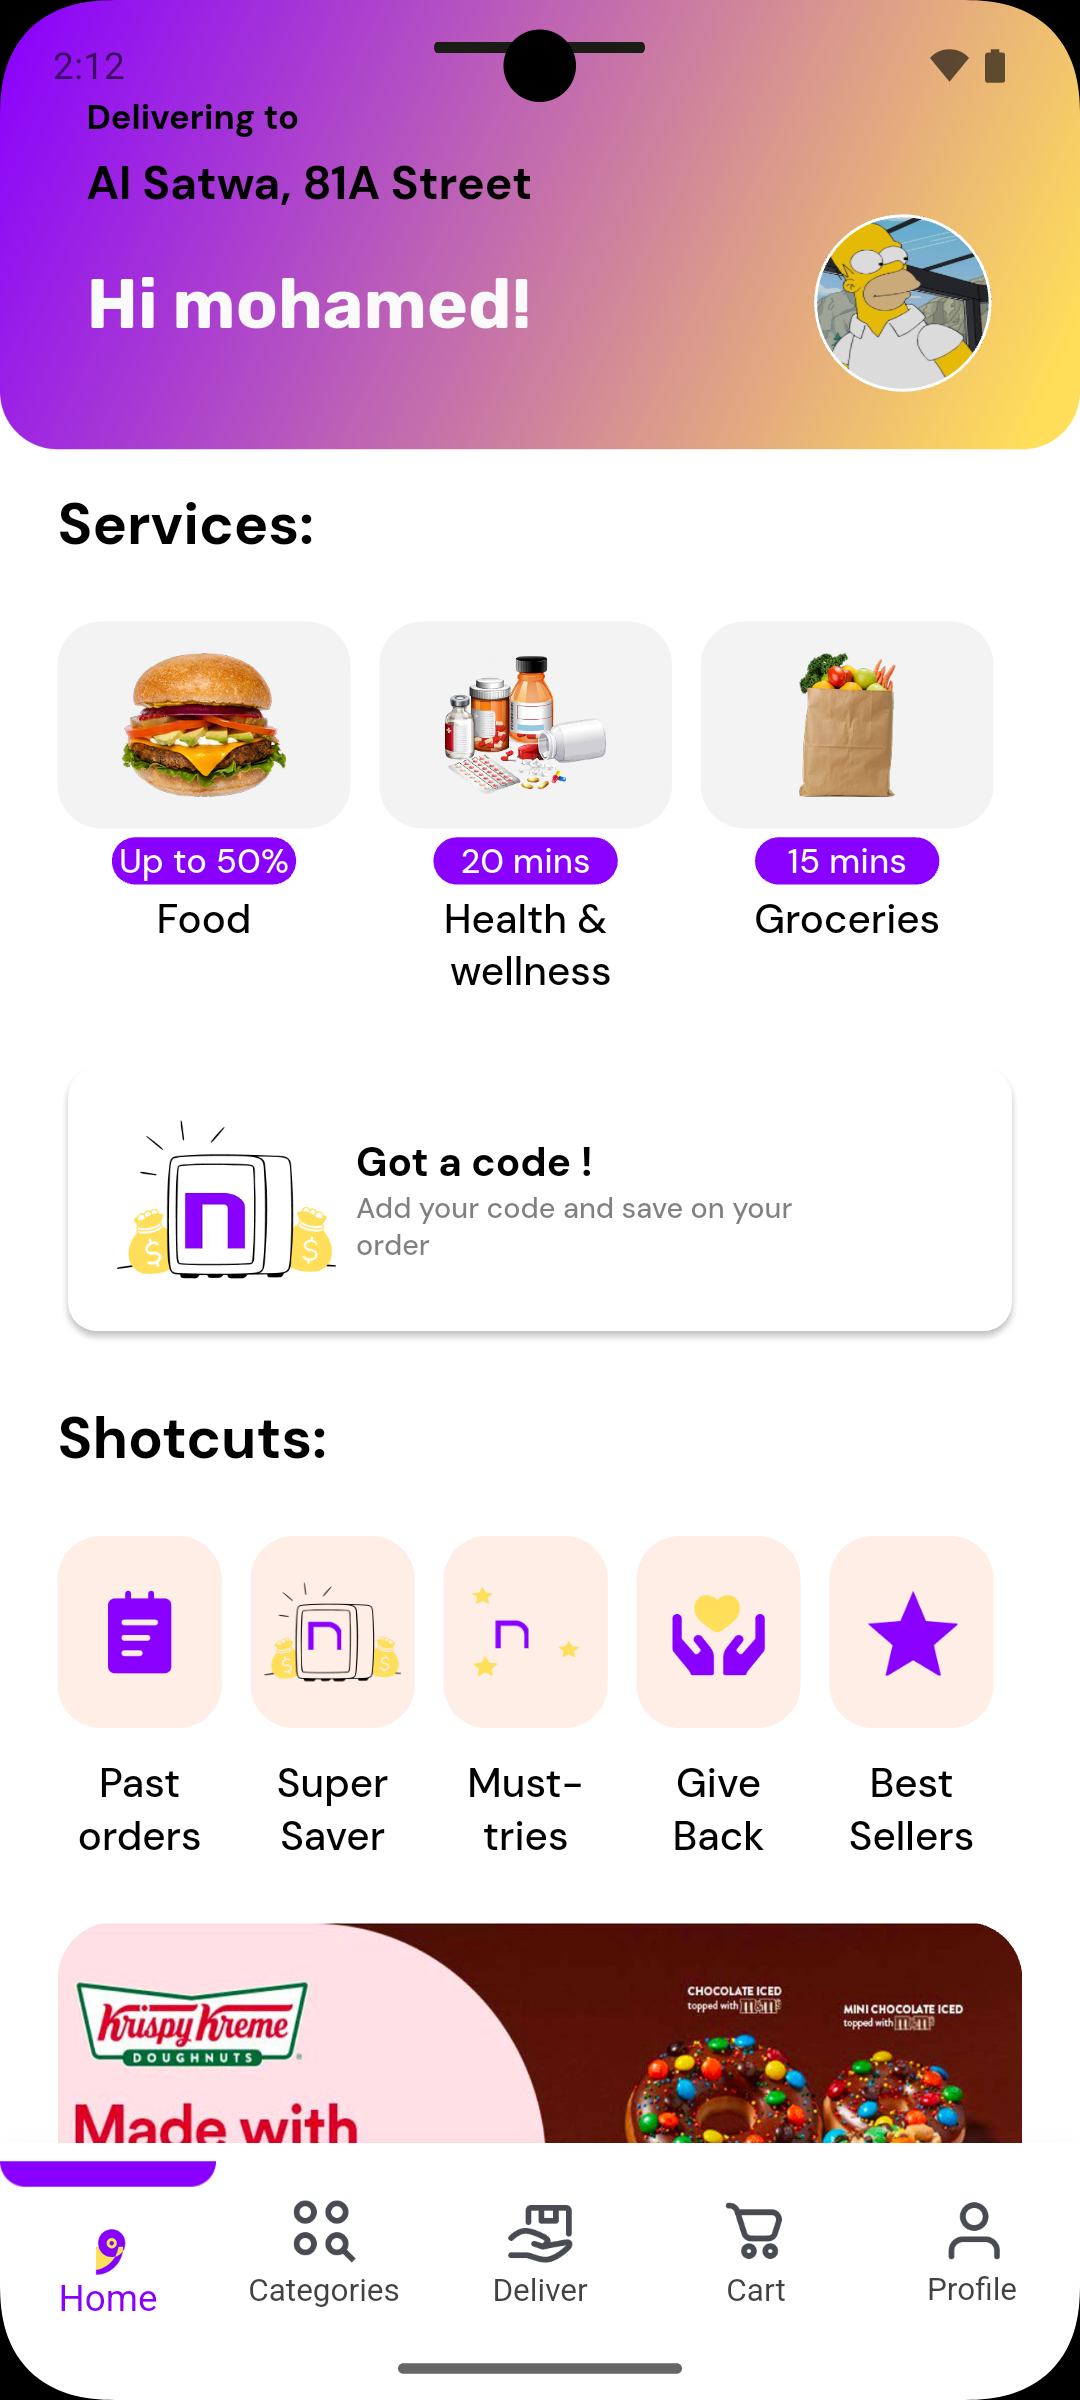 2:12
Delivering to
Al Satwa, 81A Street
Hi mohamed!
Services:
Up to 50%
20 mins
15 mins
Food
Health &
wellness
Groceries
n
Got a code !
Add your code and save on your
order
Shotcuts:
n
n
Past
orders
Super
Saver
Must-
tries
Give
Back
Best
Sellers
Krispy Kreme
DOUGHNUTS
Made with
CHOCOLATE ICED
topped with m&m's
MINI CHOCOLATE ICED
topped with m&m's
Home
Categories
Deliver
Cart
Profile